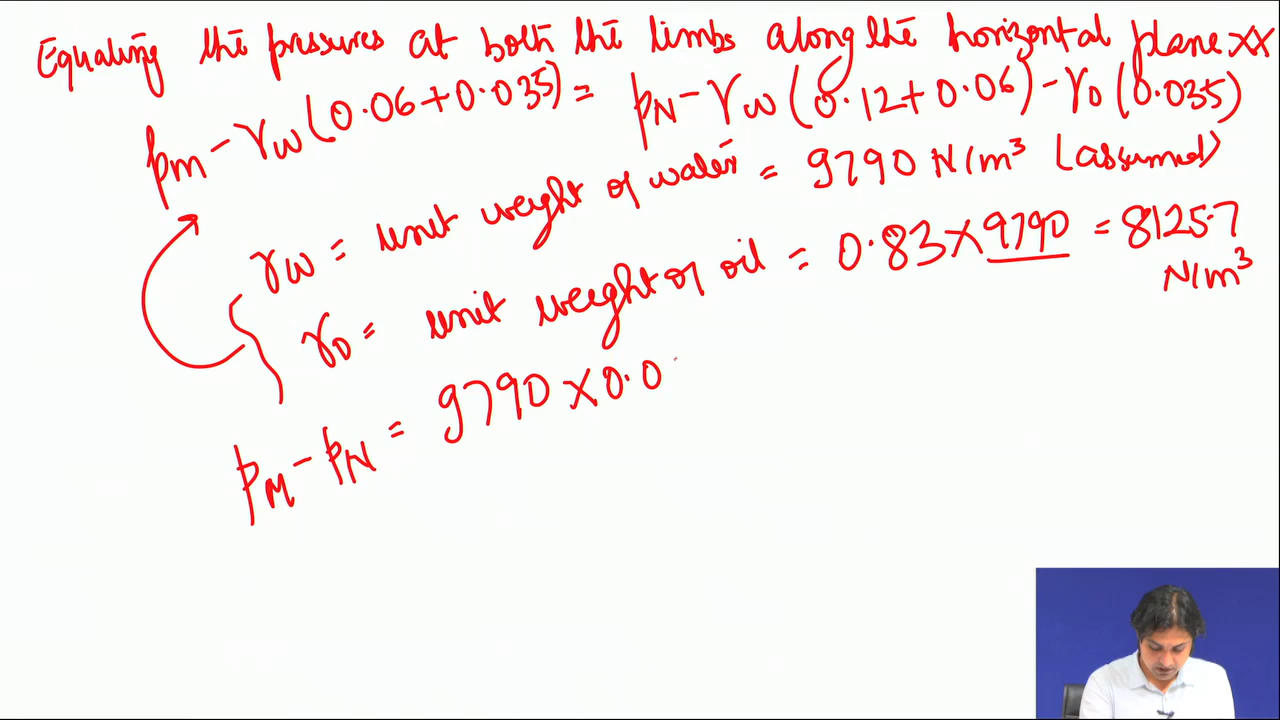 Equating the pressures at both the limbs along the horizontal plane XX
pM - γW (0.06 + 0.035) = pN - γW (0.12 + 0.06) - γO (0.035)
γW = unit weight of water = 9790 N/m³ (assumed)
γO = unit weight of oil = 0.83 × 9790 = 8125.7 N/m³
pM - pN = 9790 × 0.0